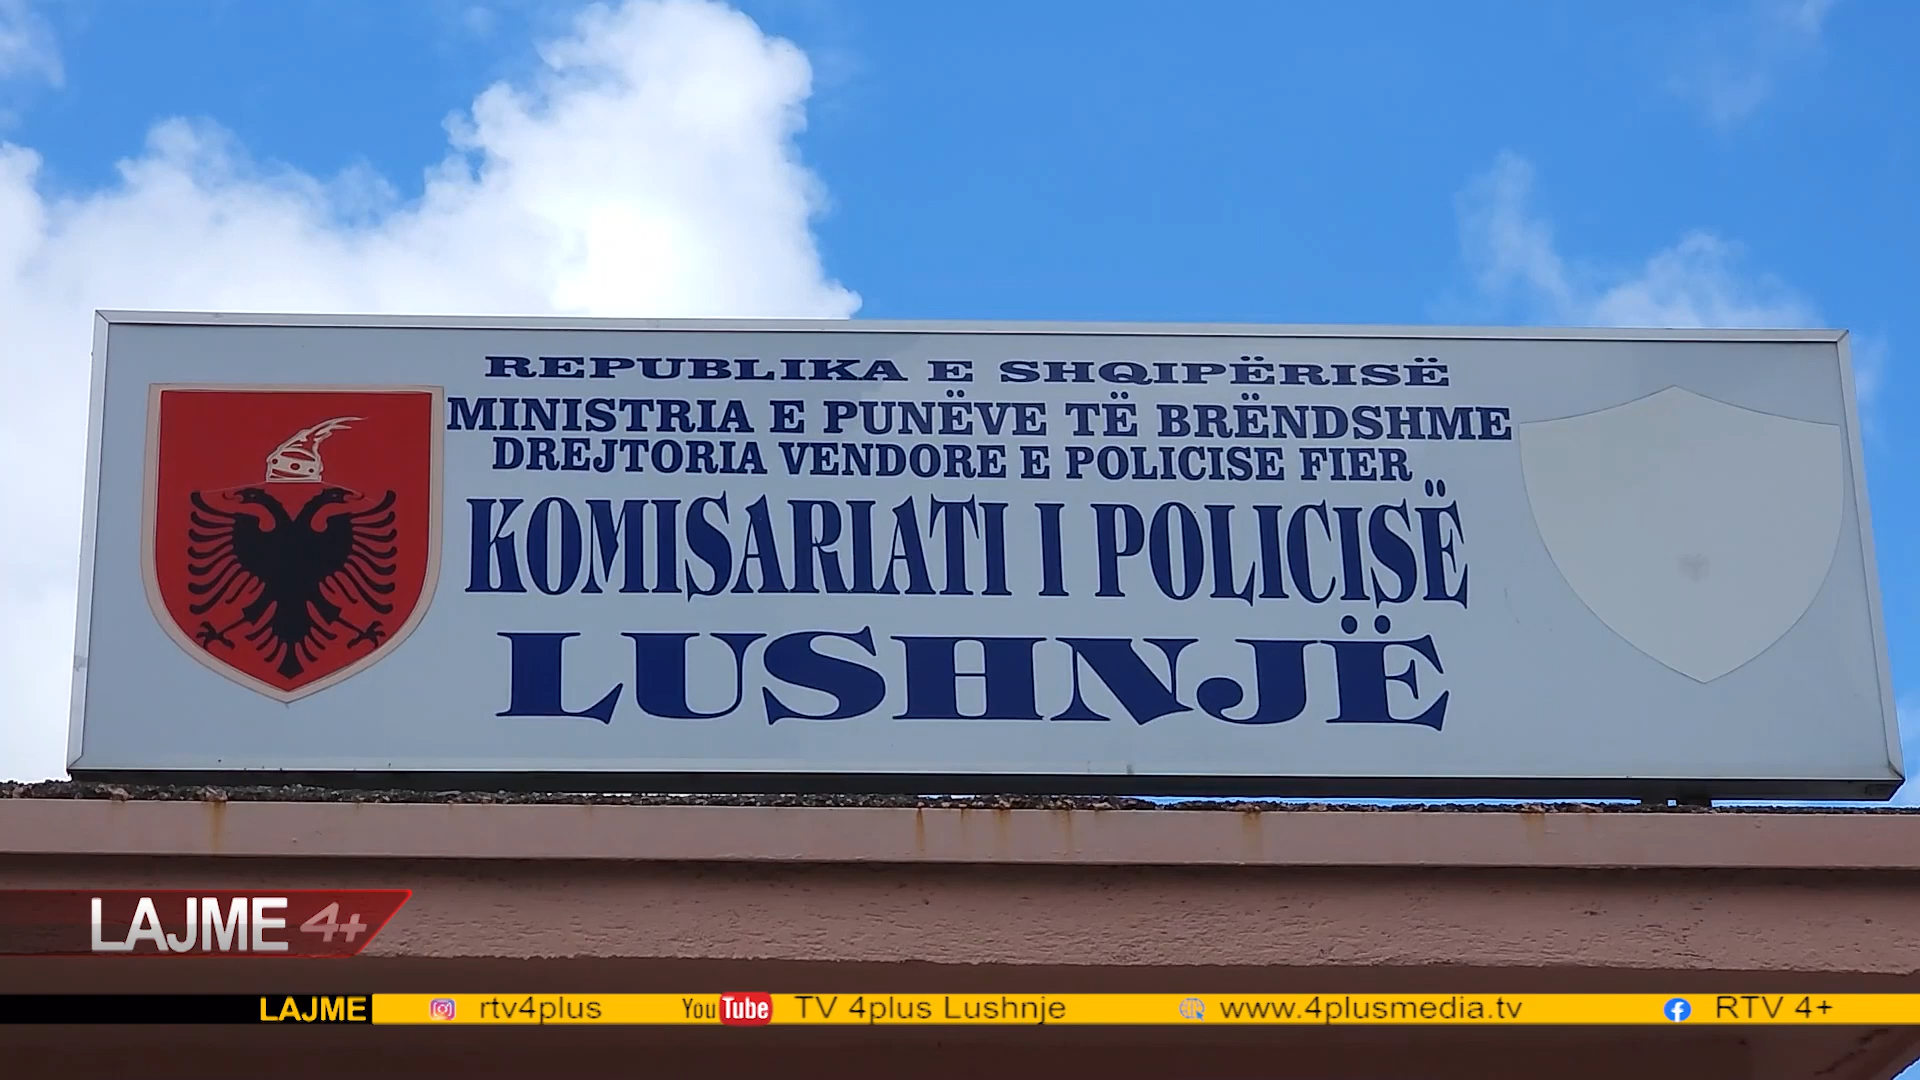 REPUBLIKA E SHQIPËRISË
MINISTRIA E PUNËVE TË BRËNDSHME
DREJTORIA VENDORE E POLICISE FIER
KOMISARIATI I POLICISË
LUSHNJË
LAJME 4+
LAJME rtv4plus YouTube TV 4plus Lushnje www.4plusmedia.tv RTV 4+